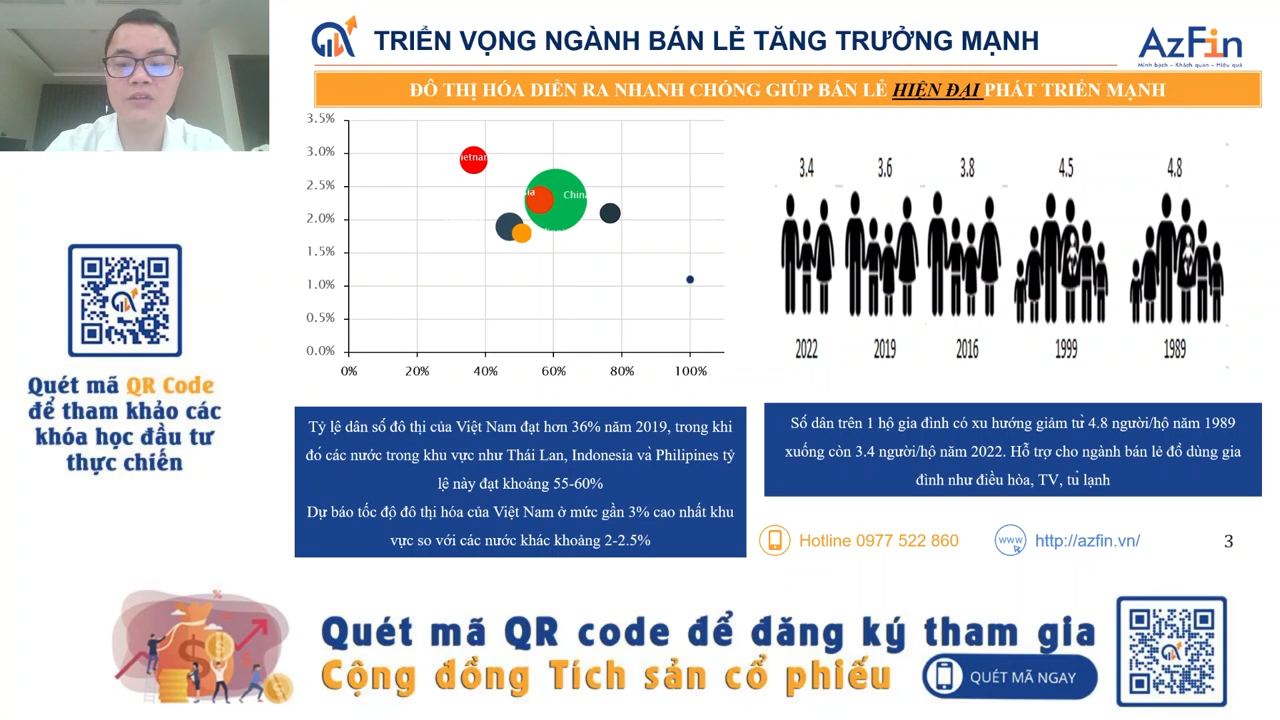 TRIỂN VỌNG NGÀNH BÁN LẺ TĂNG TRƯỞNG MẠNH
AzFin
Minh bạch - Khách quan - Hiệu quả
ĐÔ THỊ HÓA DIỄN RA NHANH CHÓNG GIÚP BÁN LẺ HIỆN ĐẠI PHÁT TRIỂN MẠNH
3.5%
3.0%
2.5%
2.0%
1.5%
1.0%
0.5%
0.0%
0% 20% 40% 60% 80% 100%
3.4 3.6 3.8 4.5 4.8
2022 2019 2016 1999 1989
Quét mã QR Code
để tham khảo các
khóa học đầu tư
thực chiến
Tỷ lệ dân số đô thị của Việt Nam đạt hơn 36% năm 2019, trong khi
đó các nước trong khu vực như Thái Lan, Indonesia và Philipines tỷ
lệ này đạt khoảng 55-60%
Dự báo tốc độ đô thị hóa của Việt Nam ở mức gần 3% cao nhất khu
vực so với các nước khác khoảng 2-2.5%
Số dân trên 1 hộ gia đình có xu hướng giảm từ 4.8 người/hộ năm 1989
xuống còn 3.4 người/hộ năm 2022. Hỗ trợ cho ngành bán lẻ đồ dùng gia
đình như điều hòa, TV, tủ lạnh
Hotline 0977 522 860
www
http://azfin.vn/
3
Quét mã QR code để đăng ký tham gia
Cộng đồng Tích sản cổ phiếu
QUÉT MÃ NGAY